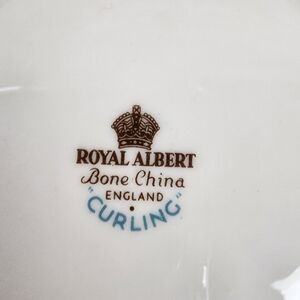 ROYAL ALBERT
Bone China
ENGLAND
"CURLING"